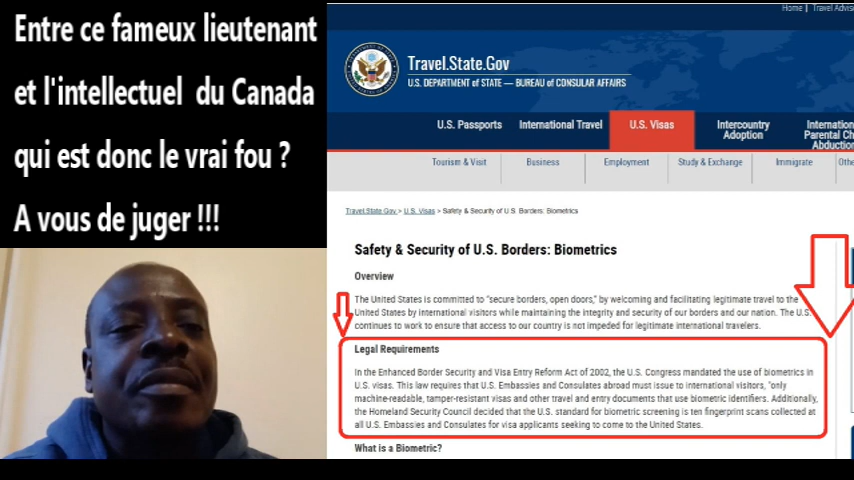 Entre ce fameux lieutenant
et l'intellectuel du Canada
qui est donc le vrai fou ?
A vous de juger !!!
Home | Travel
Travel.State.Gov
U.S. DEPARTMENT of STATE — BUREAU of CONSULAR AFFAIRS
U.S. Passports International Travel U.S. Visas Intercountry
Adoption
Parental
Tourism & Visit Business Employment Study & Exchange Immigrate
Travel.State.Gov > U.S. Visas > Safety & Security of U.S. Borders: Biometrics
Safety & Security of U.S. Borders: Biometrics
Overview
The United States is committed to "secure borders, open doors," by welcoming and facilitating legitimate travel to the
United States by international visitors while maintaining the integrity and security of our borders and our nation. The U.S.
continues to work to ensure that access to our country is not impeded for legitimate international travelers.
Legal Requirements
In the Enhanced Border Security and Visa Entry Reform Act of 2002, the U.S. Congress mandated the use of biometrics in
U.S. visas. This law requires that U.S. Embassies and Consulates abroad must issue to international visitors, "only
machine-readable, tamper-resistant visas and other travel and entry documents that use biometric identifiers. Additionally,
the Homeland Security Council decided that the U.S. standard for biometric screening is ten fingerprint scans collected at
all U.S. Embassies and Consulates for visa applicants seeking to come to the United States.
What is a Biometric?